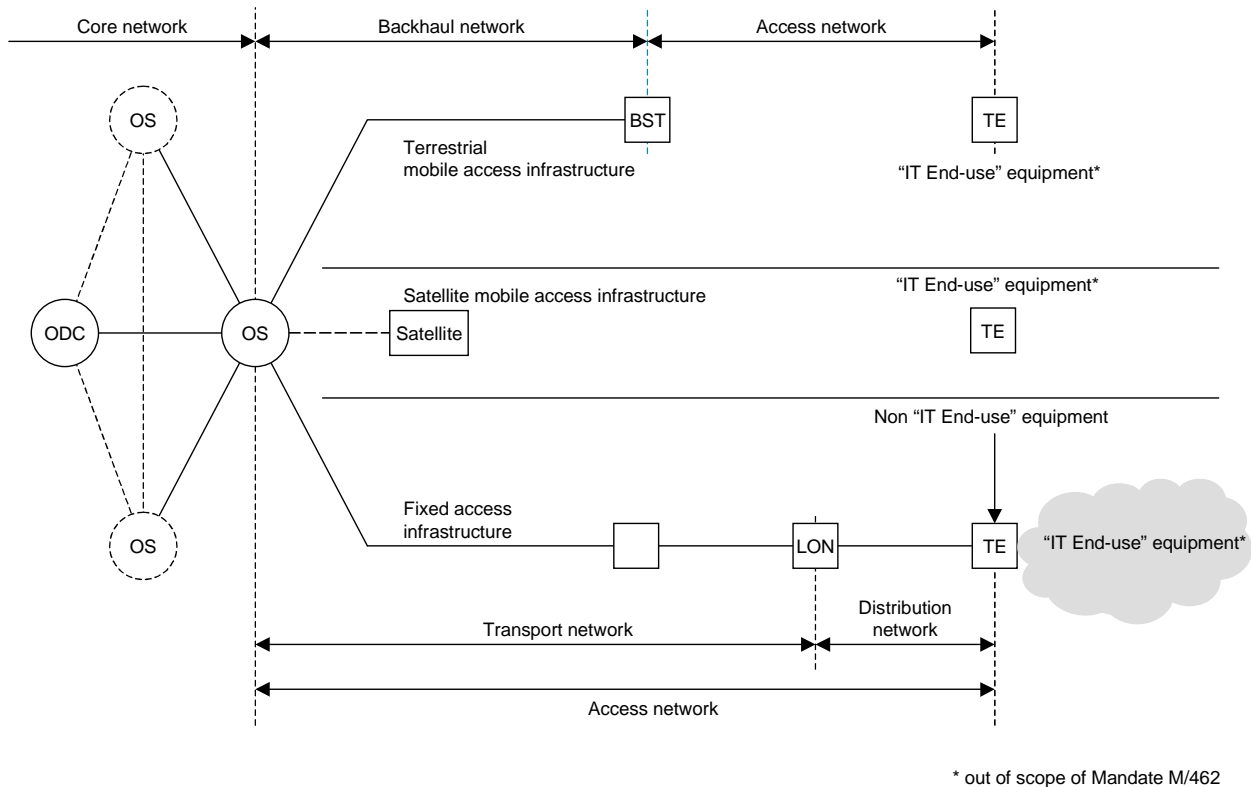 Core network
Backhaul network
Access network
OS
BST
TE
Terrestrial
mobile access infrastructure
“IT End-use” equipment*
“IT End-use” equipment*
Satellite mobile access infrastructure
ODC
OS
Satellite
TE
Non “IT End-use” equipment
Fixed access
infrastructure
OS
LON
TE
“IT End-use” equipment*
Distribution
network
Transport network
Access network
* out of scope of Mandate M/462